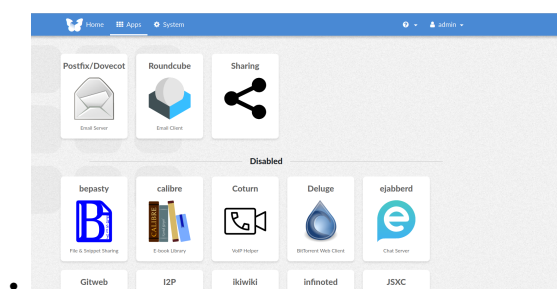 Home Apps System ? admin
Postfix/Dovecot Roundcube Sharing
Email Server Email Client
Disabled
bepasty calibre Coturn Deluge ejabberd
B CALIBRE e
File & Snippet Sharing E-book Library VoIP Helper BitTorrent Web Client Chat Server
Gitweb I2P ikiwiki infinoted JSXC